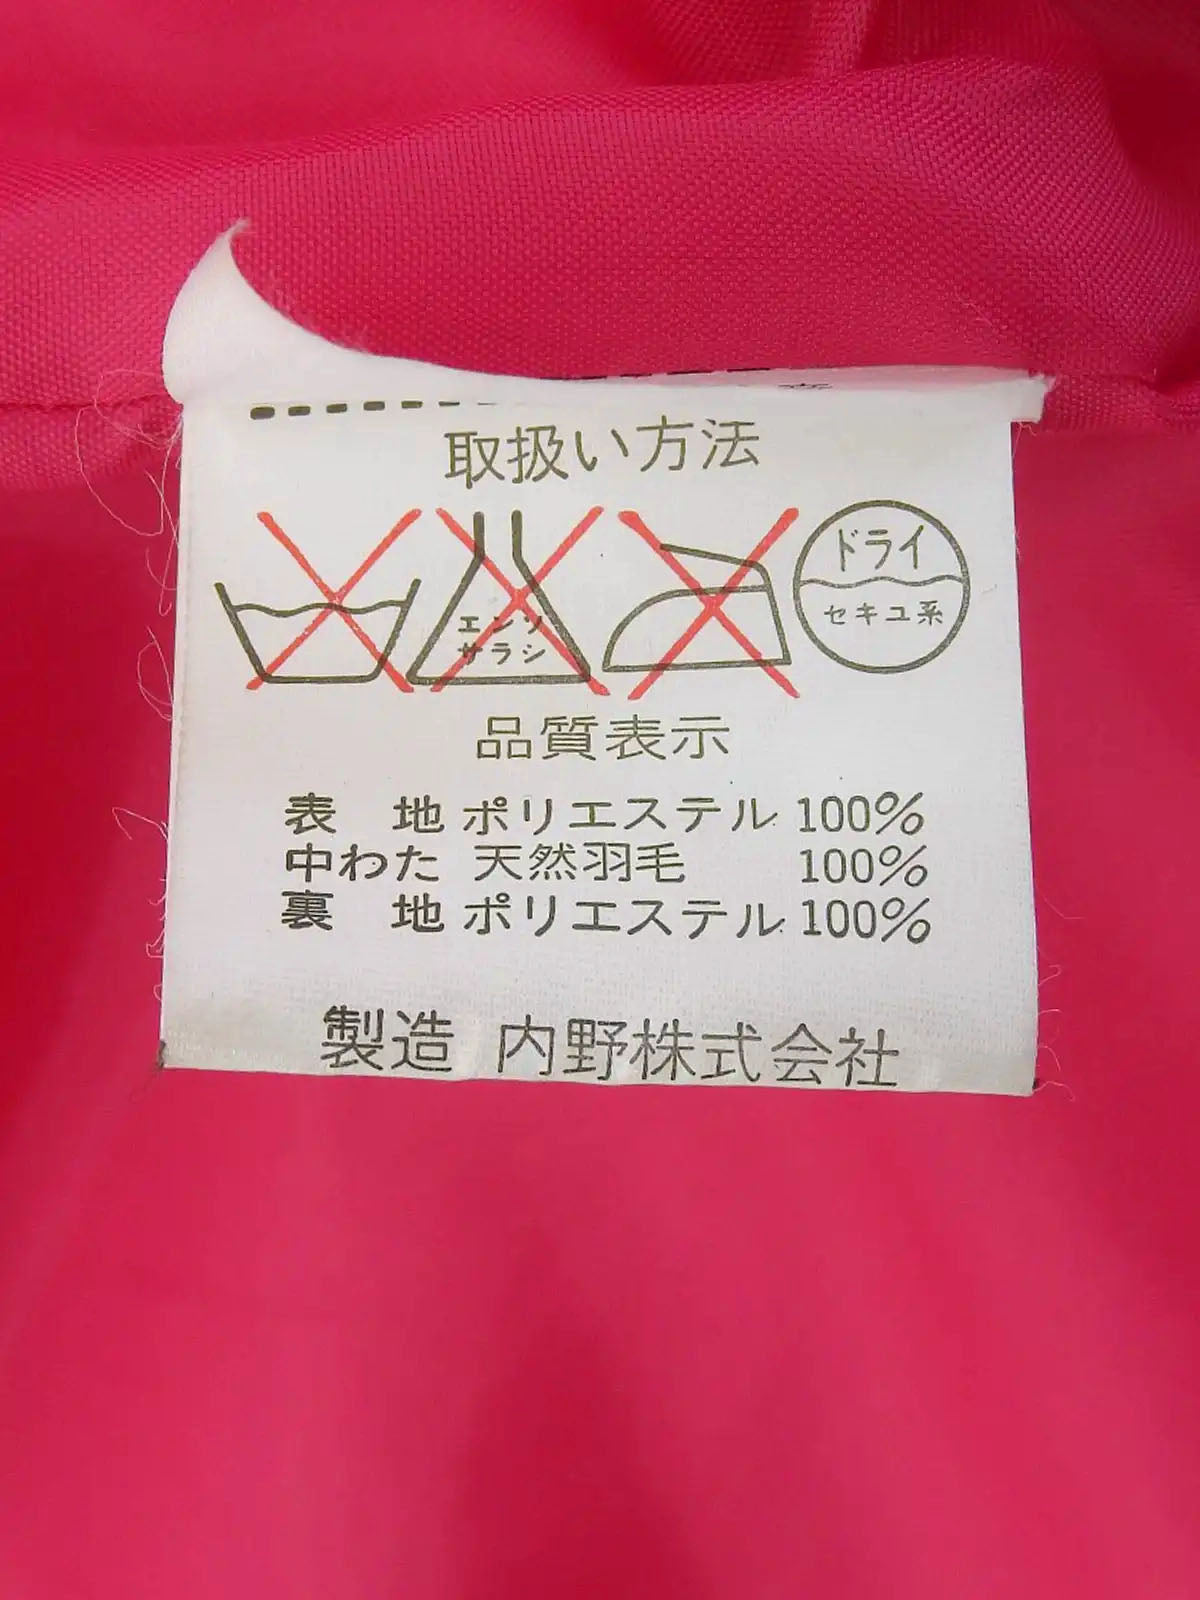 取扱い方法
エンソ
サラシ
ドライ
セキユ系
品質表示
表 地 ポリエステル 100%
中わた 天然羽毛 100%
裏 地 ポリエステル 100%
製造 内野株式会社